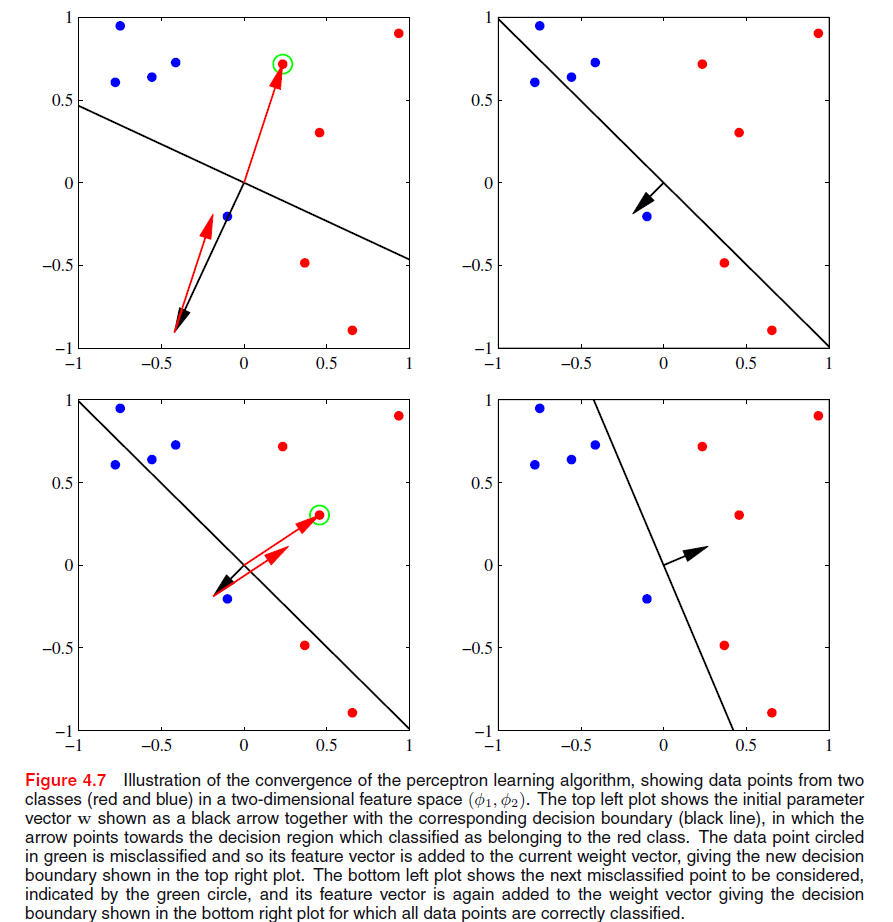 1
0.5
0
−0.5
−1
−1 −0.5 0 0.5 1
1
0.5
0
−0.5
−1
−1 −0.5 0 0.5 1
1
0.5
0
−0.5
−1
−1 −0.5 0 0.5 1
1
0.5
0
−0.5
−1
−1 −0.5 0 0.5 1
Figure 4.7 Illustration of the convergence of the perceptron learning algorithm, showing data points from two
classes (red and blue) in a two-dimensional feature space (ϕ₁, ϕ₂). The top left plot shows the initial parameter
vector w shown as a black arrow together with the corresponding decision boundary (black line), in which the
arrow points towards the decision region which classified as belonging to the red class. The data point circled
in green is misclassified and so its feature vector is added to the current weight vector, giving the new decision
boundary shown in the top right plot. The bottom left plot shows the next misclassified point to be considered,
indicated by the green circle, and its feature vector is again added to the weight vector giving the decision
boundary shown in the bottom right plot for which all data points are correctly classified.